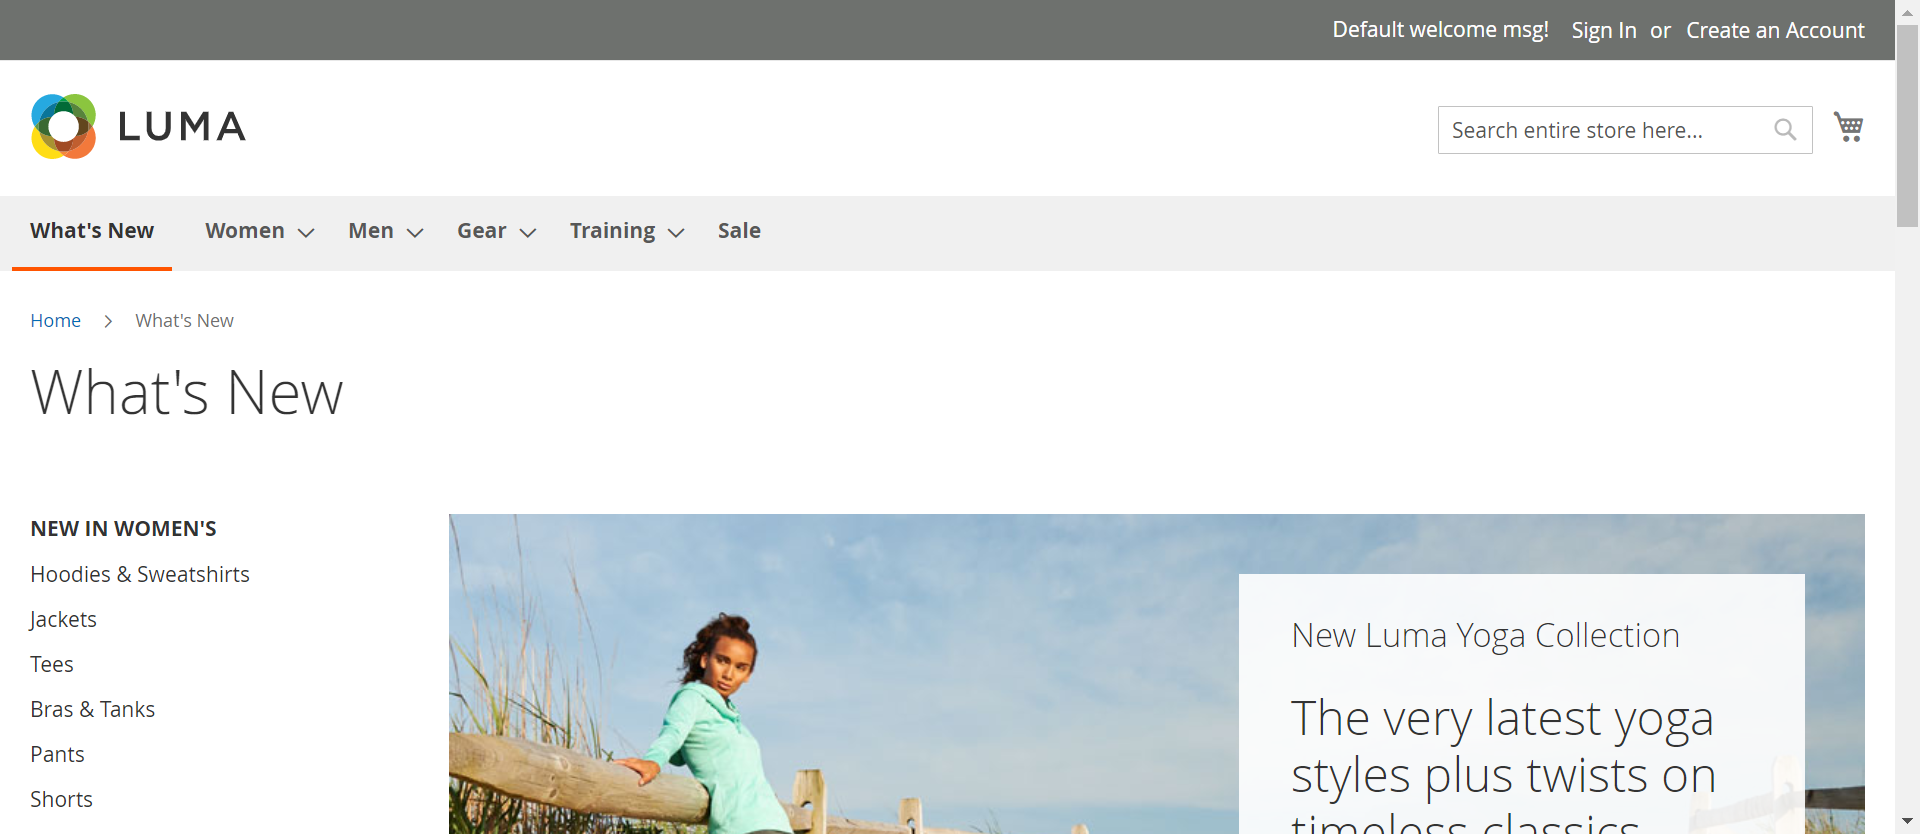 Default welcome msg! Sign In or Create an Account
LUMA
Search entire store here...
What's New Women Men Gear Training Sale
Home What's New
What's New
NEW IN WOMEN'S
Hoodies & Sweatshirts
Jackets
Tees
Bras & Tanks
Pants
Shorts
New Luma Yoga Collection
The very latest yoga
styles plus twists on
timeless classics